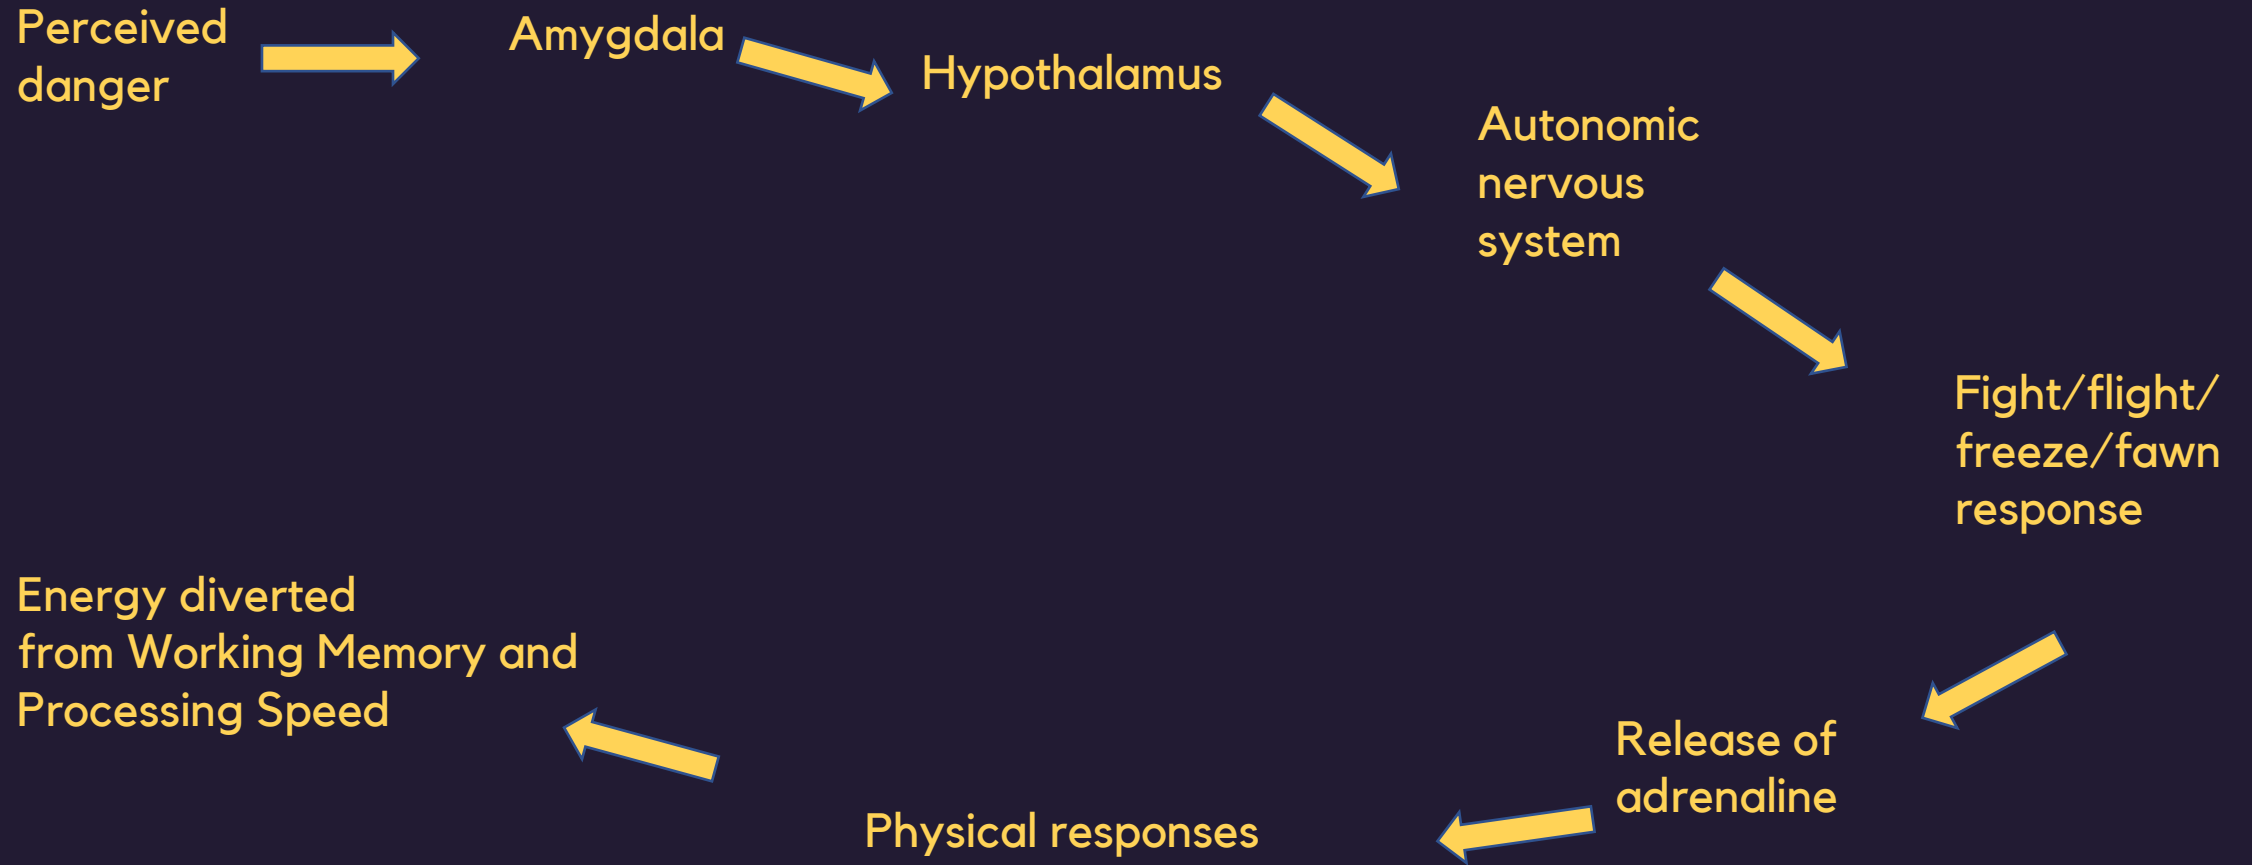 Perceived
danger
Amygdala
Hypothalamus
Autonomic
nervous
system
Fight/flight/
freeze/fawn
response
Release of
adrenaline
Physical responses
Energy diverted
from Working Memory and
Processing Speed